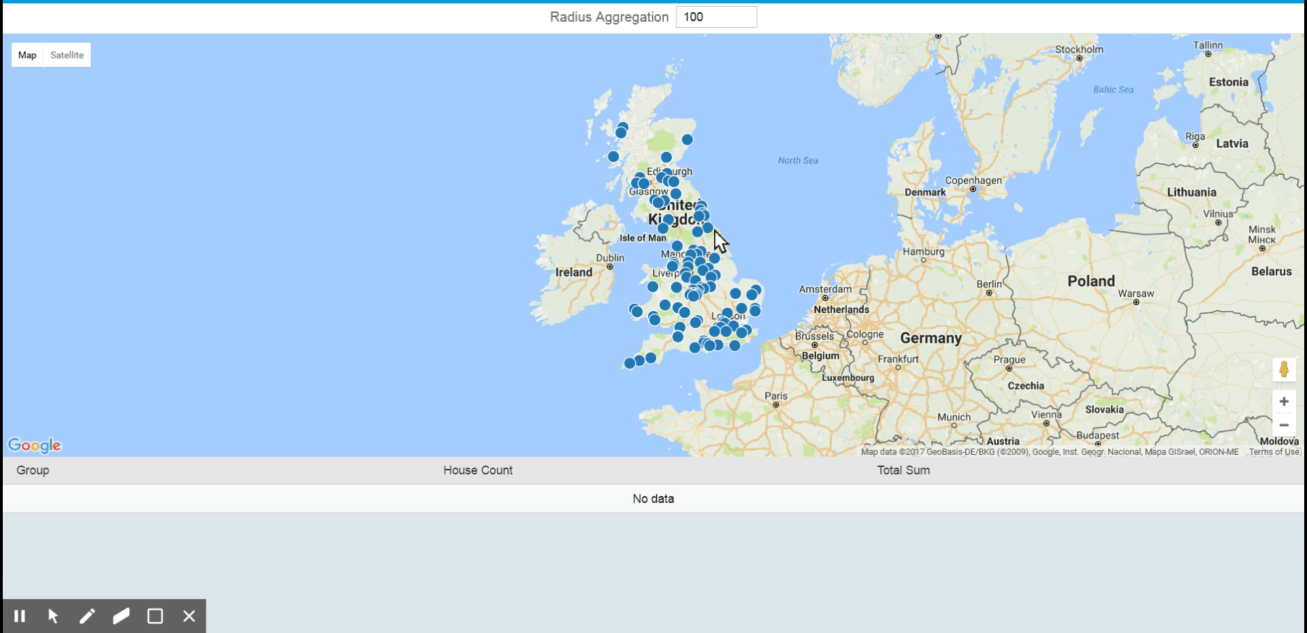 Radius Aggregation 100
Map Satellite
Stockholm
Tallinn
Estonia
Baltic Sea
Riga
Latvia
North Sea
Edinburgh
Glasgow
Copenhagen
Denmark
Lithuania
United
Kingdom
Vilnius
Minsk
Мінск
Isle of Man
Hamburg
Dublin
Ireland
Belarus
Poland
Berlin
Amsterdam
Warsaw
Netherlands
London
Brussels
Cologne
Germany
Belgium
Frankfurt
Prague
Luxembourg
Czechia
Paris
Munich
Vienna
Slovakia
Budapest
Austria
Moldova
Google
Map data ©2017 GeoBasis-DE/BKG (©2009), Google, Inst. Geogr. Nacional, Mapa GISrael, ORION-ME Terms of Use
Group House Count Total Sum
No data